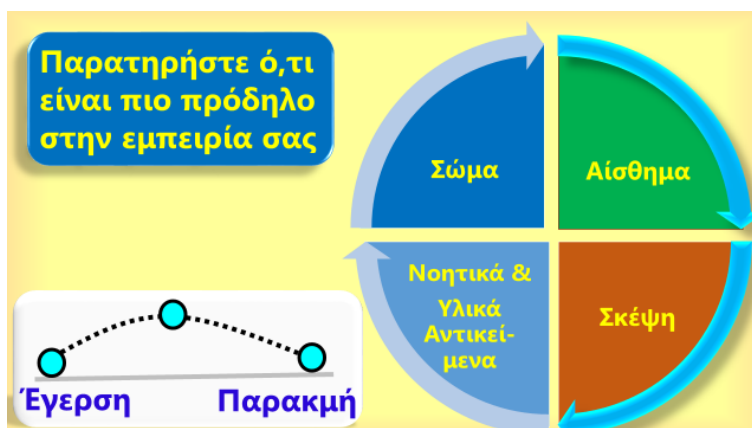 Παρατηρήστε ό,τι
είναι πιο πρόδηλο
στην εμπειρία σας
Σώμα
Αίσθημα
Νοητικά &
Υλικά
Αντικεί-
μενα
Σκέψη
Έγερση
Παρακμή